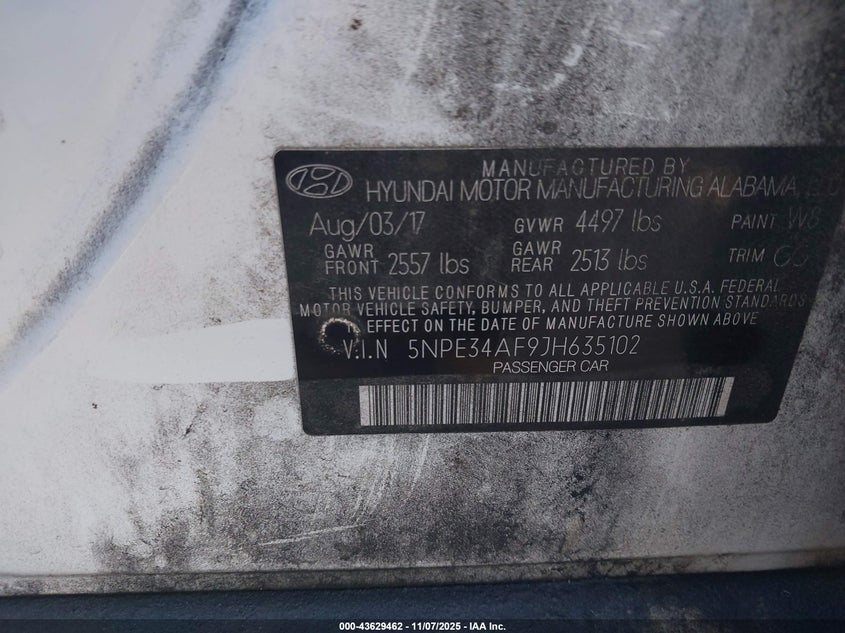 MANUFACTURED BY
HYUNDAI MOTOR MANUFACTURING ALABAMA,
Aug/03/17 GVWR 4497 lbs PAINT W8
GAWR FRONT 2557 lbs GAWR REAR 2513 lbs TRIM
THIS VEHICLE CONFORMS TO ALL APPLICABLE U.S.A. FEDERAL
MOTOR VEHICLE SAFETY, BUMPER, AND THEFT PREVENTION STANDARDS
EFFECT ON THE DATE OF MANUFACTURE SHOWN ABOVE
V.I.N 5NPE34AF9JH635102
PASSENGER CAR
000-43629462 - 11/07/2025 - IAA Inc.